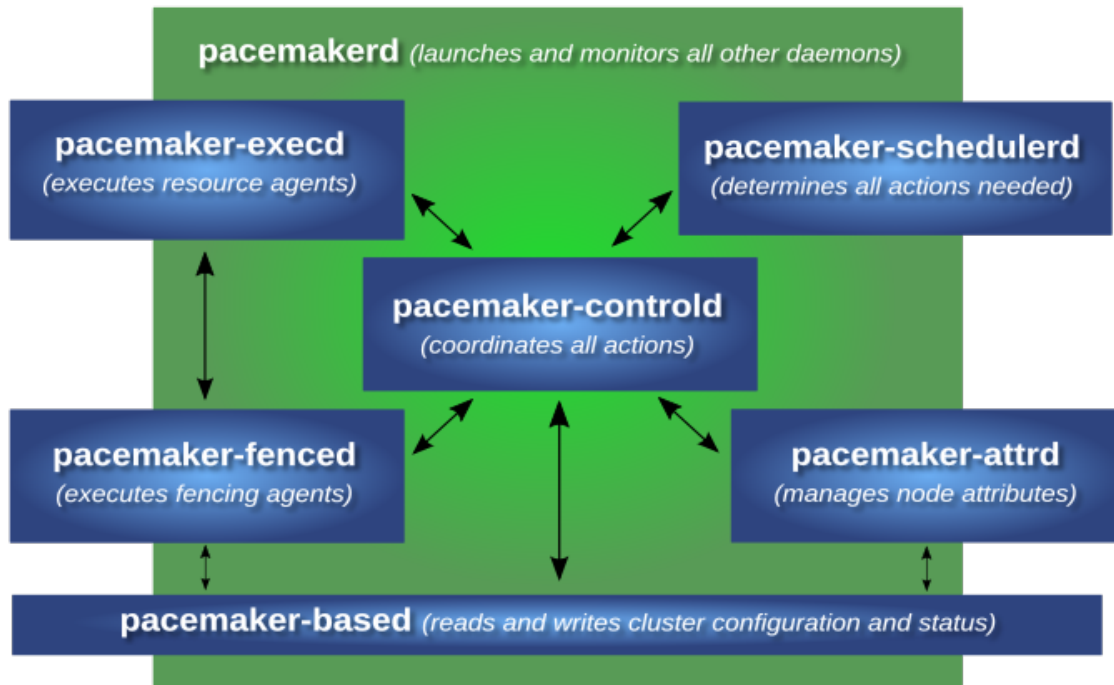 pacemakerd (launches and monitors all other daemons)
pacemaker-execd
(executes resource agents)
pacemaker-schedulerd
(determines all actions needed)
pacemaker-controld
(coordinates all actions)
pacemaker-fenced
(executes fencing agents)
pacemaker-attrd
(manages node attributes)
pacemaker-based (reads and writes cluster configuration and status)